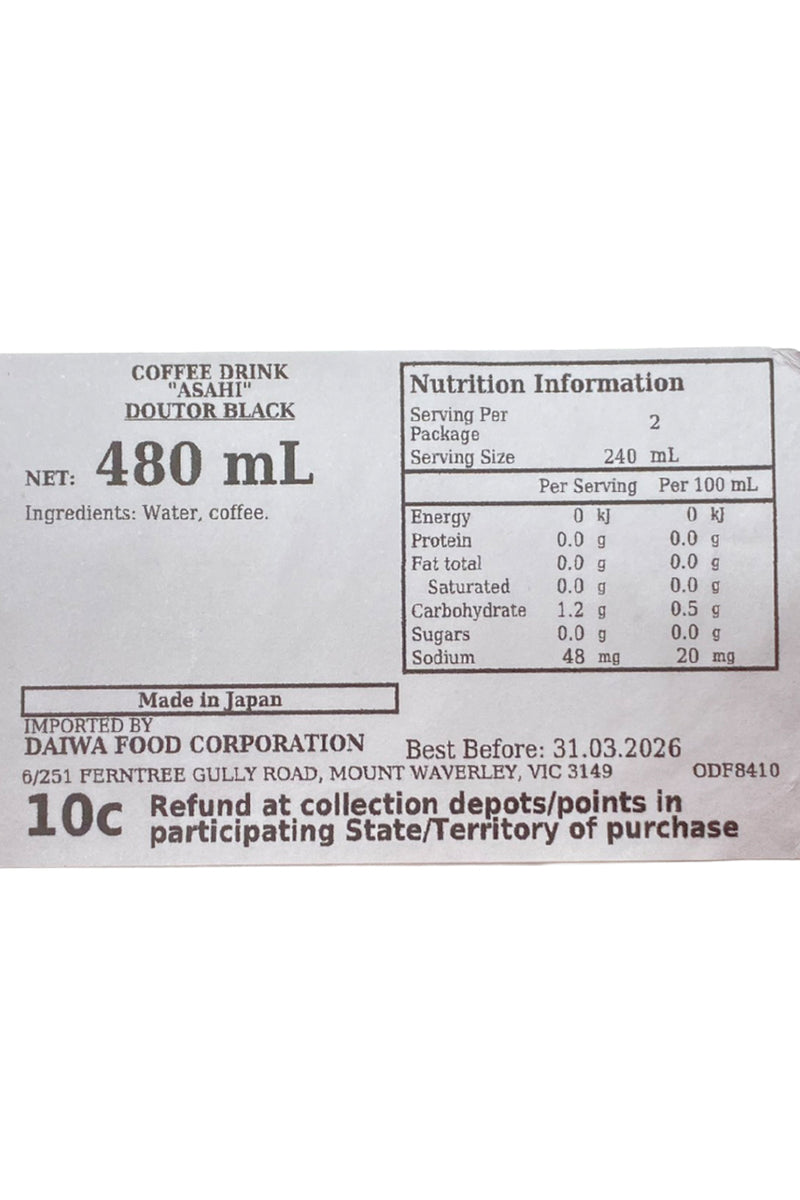 COFFEE DRINK
"ASAHI"
DOUTOR BLACK
NET: 480 mL
Ingredients: Water, coffee.
Nutrition Information
Serving Per Package 2
Serving Size 240 mL
Per Serving Per 100 mL
Energy 0 kJ 0 kJ
Protein 0.0 g 0.0 g
Fat total 0.0 g 0.0 g
Saturated 0.0 g 0.0 g
Carbohydrate 1.2 g 0.5 g
Sugars 0.0 g 0.0 g
Sodium 48 mg 20 mg
Made in Japan
IMPORTED BY
DAIWA FOOD CORPORATION
Best Before: 31.03.2026
6/251 FERNTREE GULLY ROAD, MOUNT WAVERLEY, VIC 3149 ODF8410
10c Refund at collection depots/points in
participating State/Territory of purchase